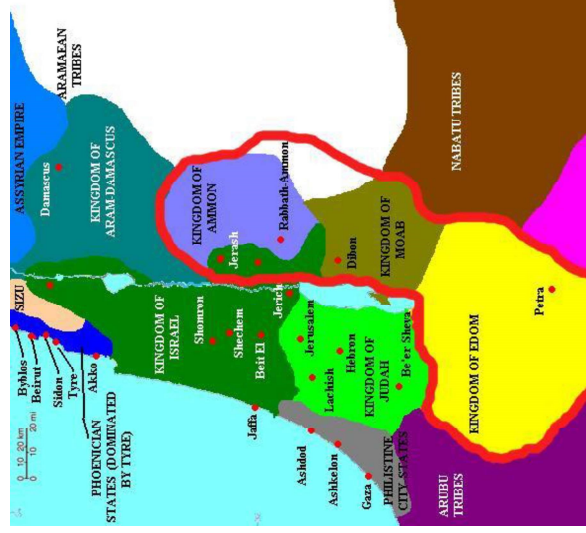 ASSYRIAN EMPIRE
ARAMAEAN
TRIBES
Damascus
KINGDOM OF
ARAM-DAMASCUS
SIZU
Byblos
Beirut
Sidon
Tyre
Akko
0 10 20 km
0 10 20 mi
PHOENICIAN
STATES (DOMINATED
BY TYRE)
KINGDOM OF
ISRAEL
Shomron
Shechem
Beit El
Jerich
Jaffa
KINGDOM OF
AMMON
Jerash
Rabbath-Ammon
Dibon
KINGDOM OF
MOAB
Jerusalem
Lachish
Hebron
KINGDOM OF
JUDAH
Be'er Sheva
Ashdod
Ashkelon
Gaza
PHILISTINE
CITY STATES
KINGDOM OF EDOM
Petra
NABATU TRIBES
ARUBU
TRIBES